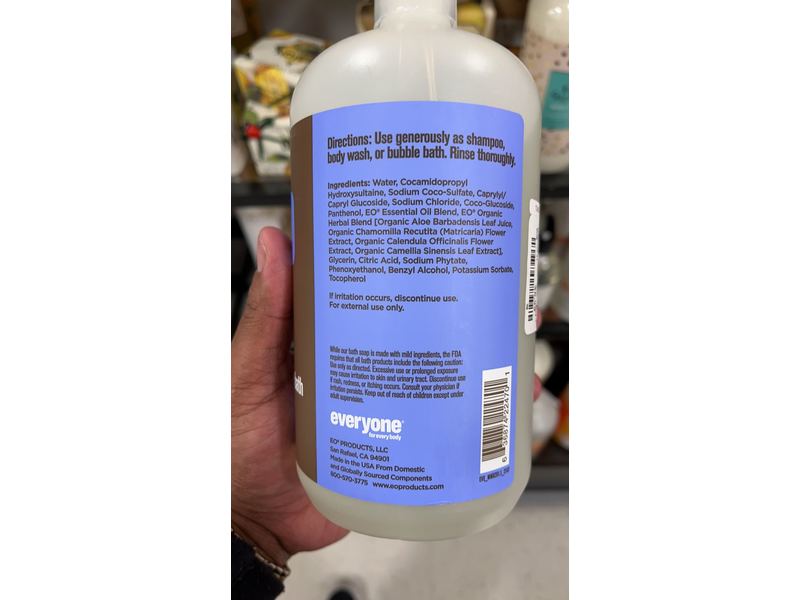 Directions: Use generously as shampoo,
body wash, or bubble bath. Rinse thoroughly.
Ingredients: Water, Cocamidopropyl
Hydroxysultaine, Sodium Coco-Sulfate, Caprylyl/
Capryl Glucoside, Sodium Chloride, Coco-Glucoside,
Panthenol, EO® Essential Oil Blend, EO® Organic
Herbal Blend [Organic Aloe Barbadensis Leaf Juice,
Organic Chamomilla Recutita (Matricaria) Flower
Extract, Organic Calendula Officinalis Flower
Extract, Organic Camellia Sinensis Leaf Extract],
Glycerin, Citric Acid, Sodium Phytate,
Phenoxyethanol, Benzyl Alcohol, Potassium Sorbate,
Tocopherol
If irritation occurs, discontinue use.
For external use only.
While our bath soap is made with mild ingredients, the FDA
requires that all bath products include the following caution:
Use only as directed. Excessive use or prolonged exposure
may cause irritation to skin and urinary tract. Discontinue use
if rash, redness, or itching occurs. Consult your physician if
irritation persists. Keep out of reach of children except under
adult supervision.
everyone®
for every body
EO® PRODUCTS, LLC
San Rafael, CA 94901
Made in the USA From Domestic
and Globally Sourced Components
800-570-3775 www.eoproducts.com
6 36874 22470 1
bath